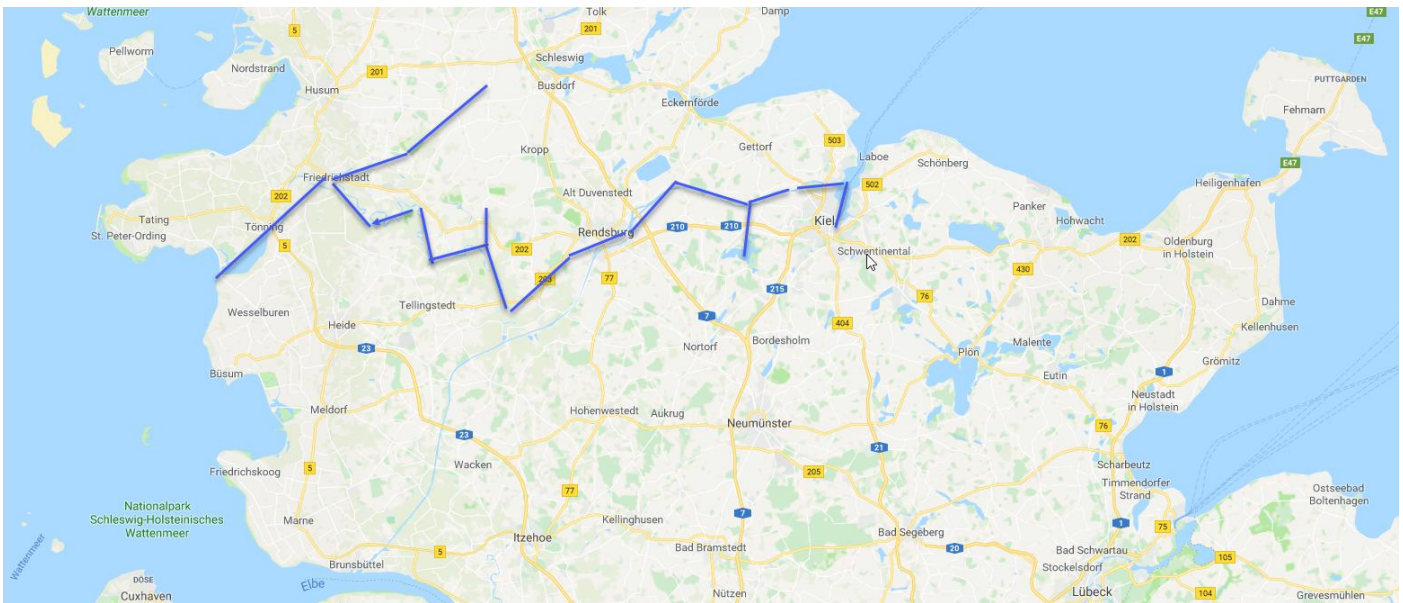 Wattenmeer
Tolk
Damp
E47
5
201
E47
Pellworm
Schleswig
Nordstrand
201
PUTTGARDEN
Husum
Busdorf
Eckernförde
Fehmarn
503
Gettorf
Kropp
Laboe
Schönberg
E47
Friedrichstadt
502
Heiligenhafen
202
Alt Duvenstedt
Panker
Tating
Hohwacht
Tönning
210
210
Kiel
St. Peter-Ording
Rendsburg
202
Oldenburg
in Holstein
5
202
Schwentinental
430
77
215
76
Tellingstedt
Dahme
Wesselburen
7
404
Kellenhusen
Heide
Bordesholm
Malente
23
Nortorf
Plön
Grömitz
Büsum
Eutin
1
Neustadt
in Holstein
Meldorf
Hohenwestedt
Aukrug
Neumünster
76
23
21
Wacken
Scharbeutz
Friedrichskoog
5
205
Timmendorfer
Strand
77
Ostseebad
Boltenhagen
Nationalpark
Schleswig-Holsteinisches
Wattenmeer
Marne
7
Kellinghusen
1
75
Bad Segeberg
Itzehoe
Wattenmeer
5
Bad Bramstedt
20
Bad Schwartau
105
Brunsbüttel
Stockelsdorf
DÖSE
Elbe
Cuxhaven
Nützen
Lübeck
104
Grevesmühlen